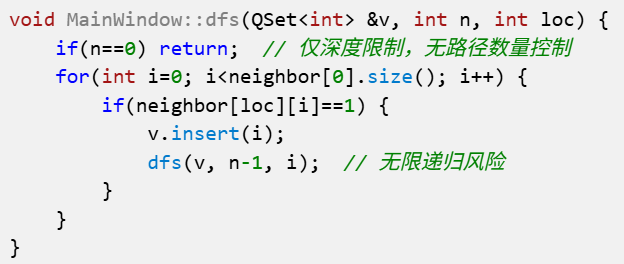 void MainWindow::dfs(QSet<int> &v, int n, int loc) {
    if(n==0) return;  // 仅深度限制，无路径数量控制
    for(int i=0; i<neighbor[0].size(); i++) {
        if(neighbor[loc][i]==1) {
            v.insert(i);
            dfs(v, n-1, i);  // 无限递归风险
        }
    }
}